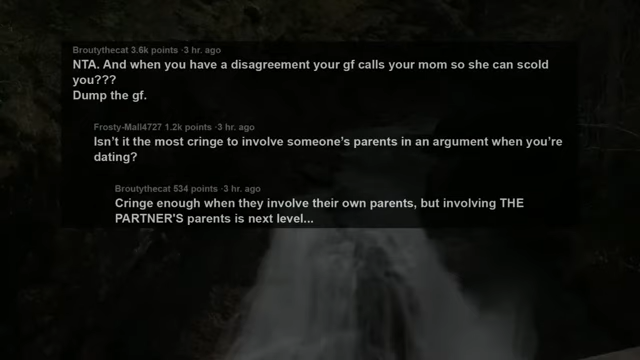 Broutythecat 3.6k points ·3 hr. ago
NTA. And when you have a disagreement your gf calls your mom so she can scold
you???
Dump the gf.
Frosty-Mall4727 1.2k points ·3 hr. ago
Isn’t it the most cringe to involve someone’s parents in an argument when you’re
dating?
Broutythecat 534 points ·3 hr. ago
Cringe enough when they involve their own parents, but involving THE
PARTNER'S parents is next level...